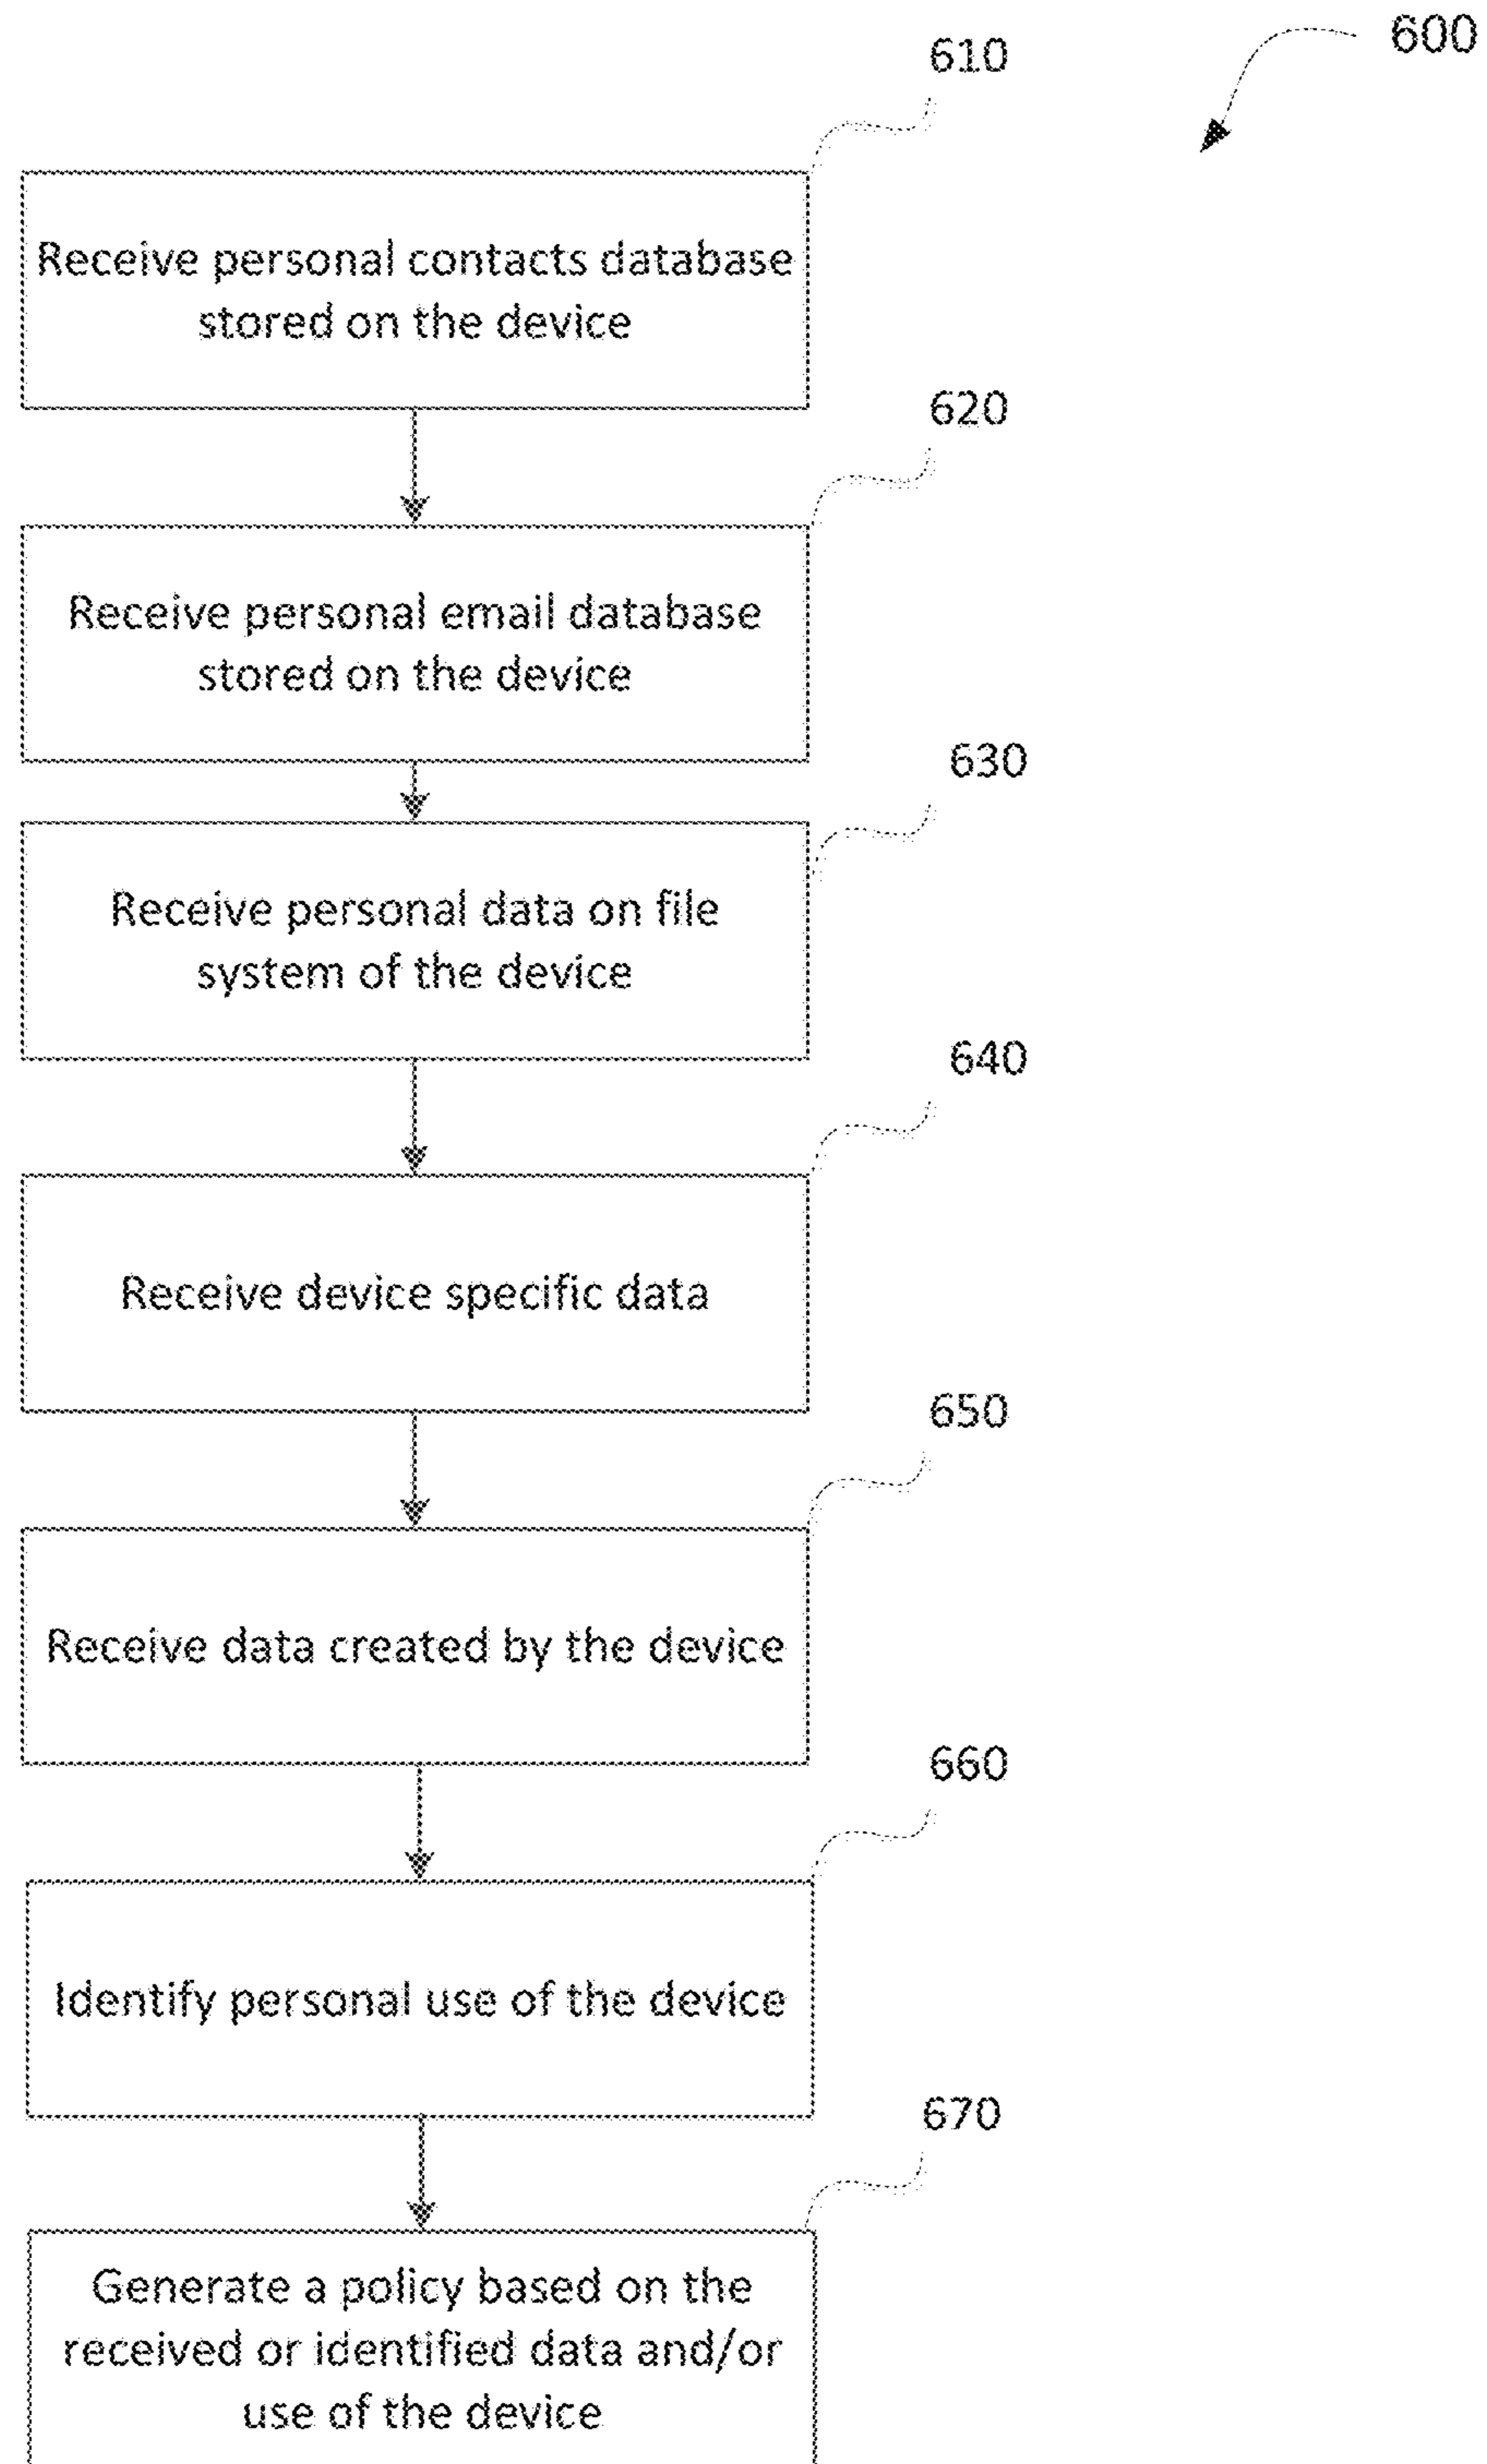 600
610
Receive personal contacts database
stored on the device
620
Receive personal email database
stored on the device
630
Receive personal data on file
system of the device
640
Receive device specific data
650
Receive data created by the device
660
Identify personal use of the device
670
Generate a policy based on the
received or identified data and/or
use of the device